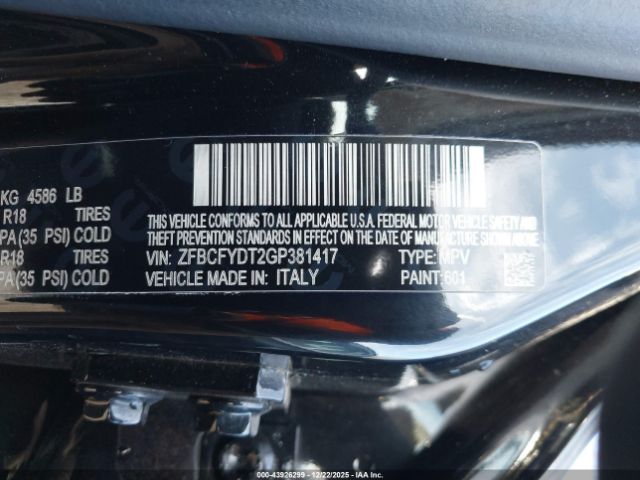 KG 4586 LB
R18 TIRES
PA (35 PSI) COLD
R18 TIRES
PA (35 PSI) COLD
THIS VEHICLE CONFORMS TO ALL APPLICABLE U.S.A. FEDERAL MOTOR VEHICLE SAFETY AND
THEFT PREVENTION STANDARDS IN EFFECT ON THE DATE OF MANUFACTURE SHOWN ABOVE.
VIN: ZFBCFYDT2GP381417 TYPE: MPV
VEHICLE MADE IN: ITALY PAINT: 601
000-43926299 - 12/22/2025 - IAAI.COM